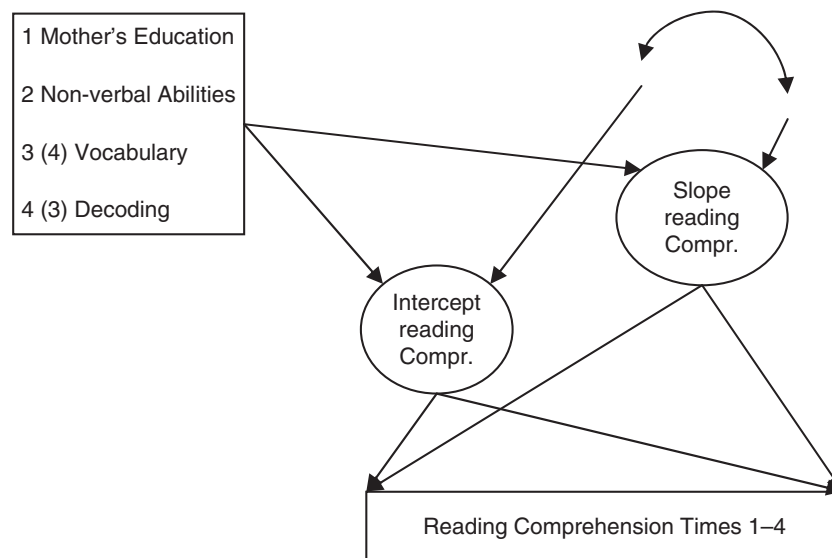 1 Mother's Education
2 Non-verbal Abilities
3 (4) Vocabulary
4 (3) Decoding
Slope
reading
Compr.
Intercept
reading
Compr.
Reading Comprehension Times 1–4